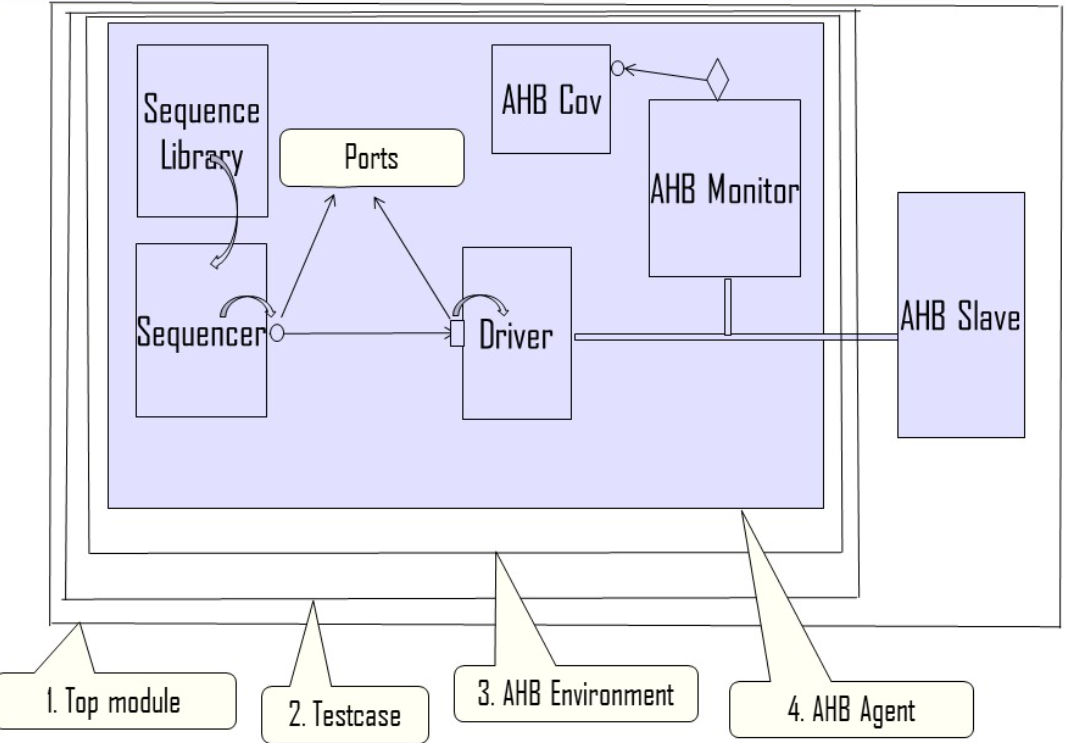 Sequence
Library
Ports
AHB Cov
AHB Monitor
Sequencer
Driver
AHB Slave
1. Top module
2. Testcase
3. AHB Environment
4. AHB Agent